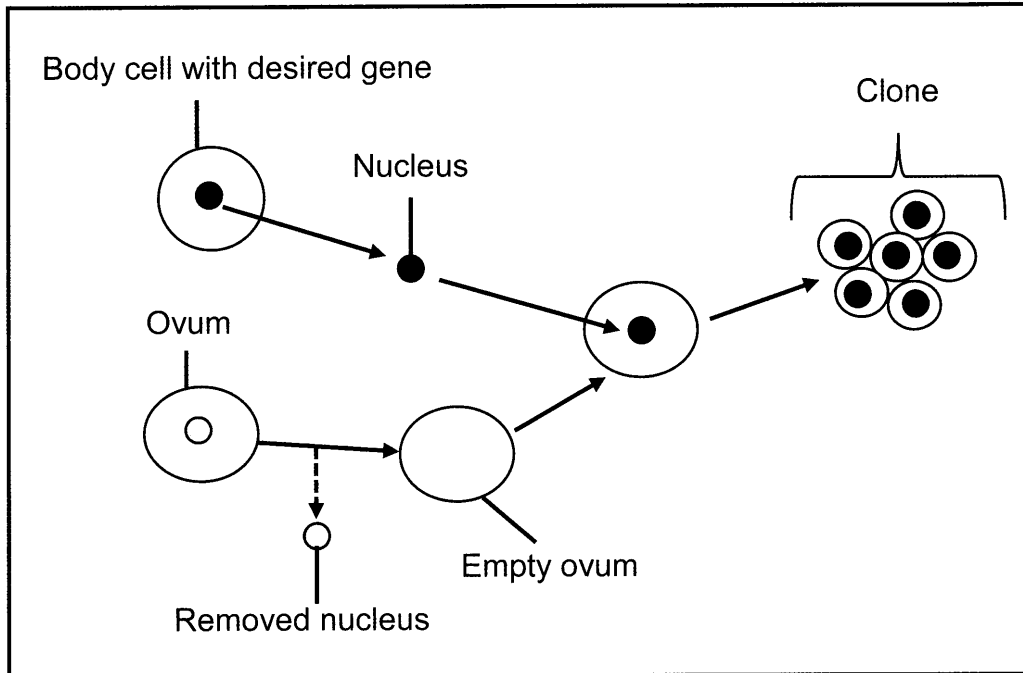 Body cell with desired gene
Clone
Nucleus
Ovum
Empty ovum
Removed nucleus